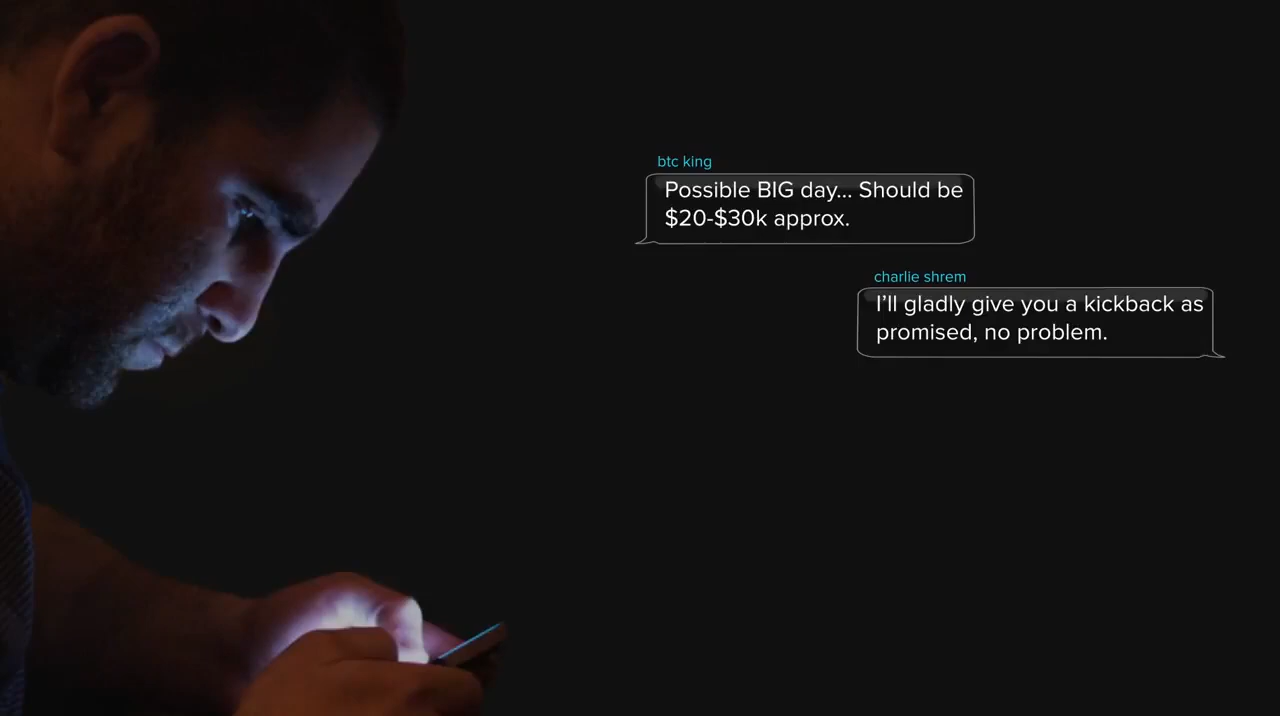 btc king
Possible BIG day... Should be
$20-$30k approx.
charlie shrem
I’ll gladly give you a kickback as
promised, no problem.